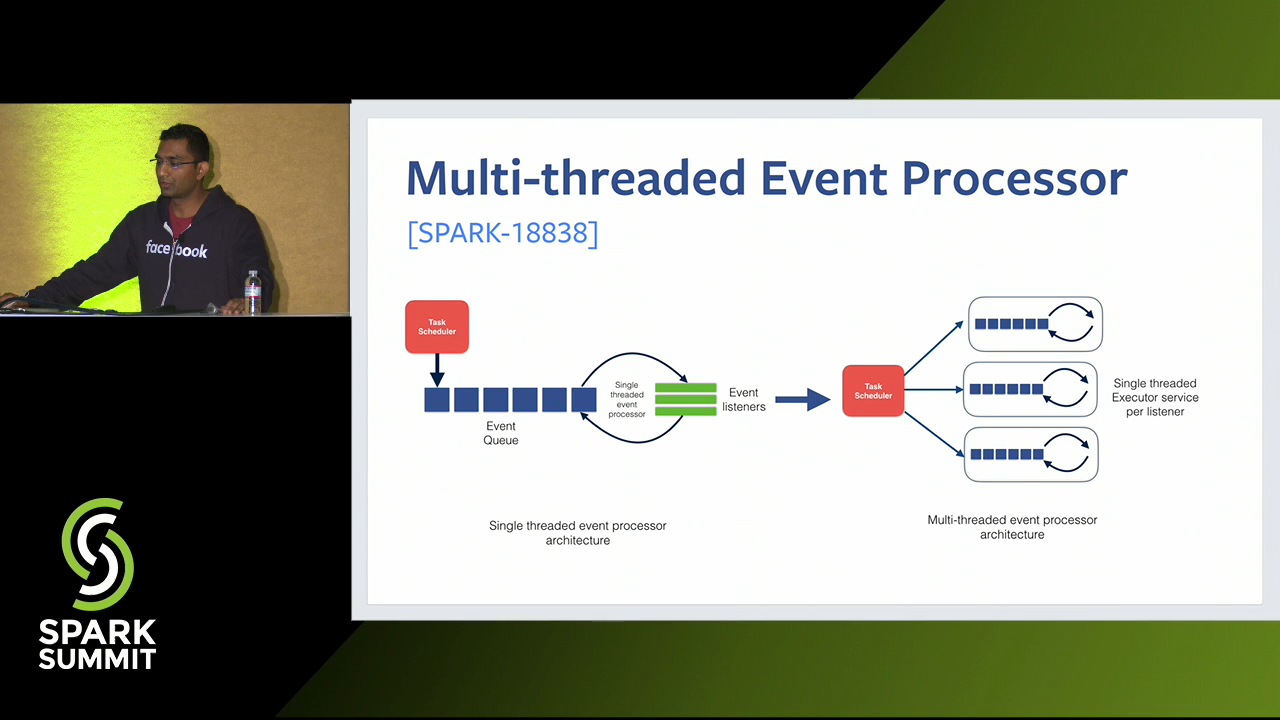 facebook
Multi-threaded Event Processor
[SPARK-18838]
Task
Scheduler
Event
Queue
Single
threaded
event
processor
Event
listeners
Single threaded event processor
architecture
Task
Scheduler
Single threaded
Executor service
per listener
Multi-threaded event processor
architecture
SPARK
SUMMIT